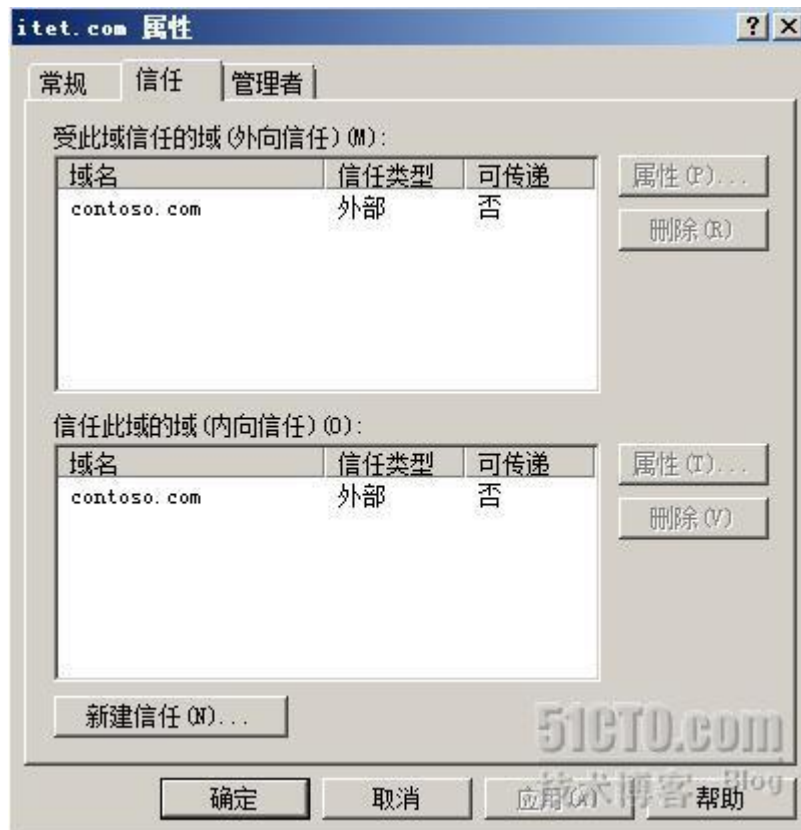 itet.com 属性
常规 信任 管理者
受此域信任的域(外向信任)(M):
域名 信任类型 可传递
contoso.com 外部 否
属性(P)...
删除(R)
信任此域的域(内向信任)(O):
域名 信任类型 可传递
contoso.com 外部 否
属性(T)...
删除(V)
新建信任(N)...
51CTO.com
技术博客 Blog
确定 取消 应用(A) 帮助